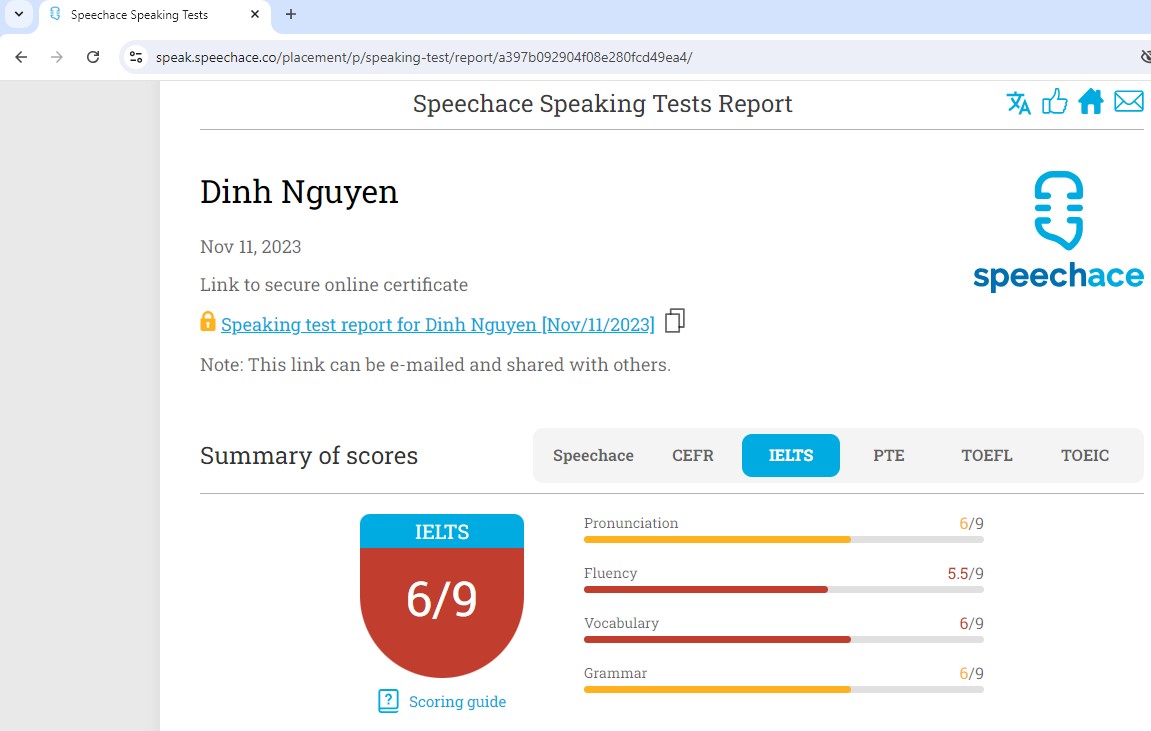 Speechace Speaking Tests
speak.speechace.co/placement/p/speaking-test/report/a397b092904f08e280fcd49ea4/
Speechace Speaking Tests Report
Dinh Nguyen
Nov 11, 2023
Link to secure online certificate
Speaking test report for Dinh Nguyen [Nov/11/2023]
Note: This link can be e-mailed and shared with others.
speechace
Summary of scores
Speechace CEFR IELTS PTE TOEFL TOEIC
IELTS
6/9
Scoring guide
Pronunciation 6/9
Fluency 5.5/9
Vocabulary 6/9
Grammar 6/9